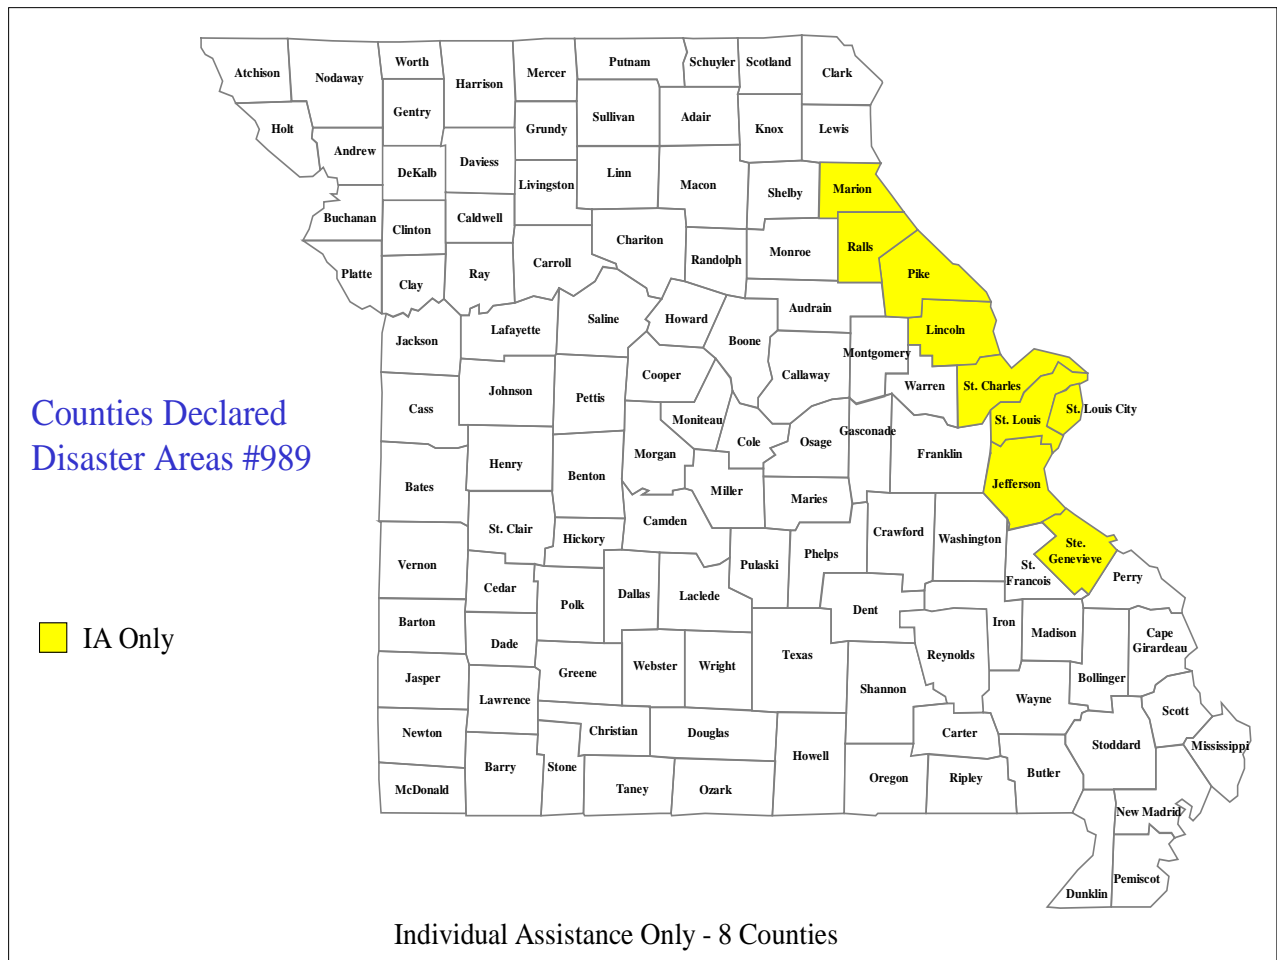 Atchison
Nodaway
Worth
Harrison
Mercer
Putnam
Schuyler
Scotland
Clark
Holt
Gentry
Grundy
Sullivan
Adair
Knox
Lewis
Andrew
DeKalb
Daviess
Livingston
Linn
Macon
Shelby
Marion
Buchanan
Clinton
Caldwell
Chariton
Randolph
Monroe
Ralls
Platte
Clay
Ray
Carroll
Pike
Audrain
Jackson
Lafayette
Saline
Howard
Boone
Lincoln
Montgomery
Callaway
Cooper
Warren
St. Charles
Cass
Johnson
Pettis
Moniteau
Cole
Osage
Gasconade
St. Louis
St. Louis City
Counties Declared
Disaster Areas #989
Bates
Henry
Benton
Morgan
Miller
Maries
Franklin
Jefferson
St. Clair
Hickory
Camden
Pulaski
Phelps
Crawford
Washington
St.
Francois
Ste.
Genevieve
Perry
Vernon
Cedar
Polk
Dallas
Laclede
Dent
Iron
Madison
Cape
Girardeau
IA Only
Barton
Dade
Greene
Webster
Wright
Texas
Reynolds
Bollinger
Jasper
Lawrence
Shannon
Wayne
Scott
Newton
Christian
Douglas
Howell
Carter
Stoddard
Mississippi
McDonald
Barry
Stone
Taney
Ozark
Oregon
Ripley
Butler
New Madrid
Dunklin
Pemiscot
Individual Assistance Only - 8 Counties